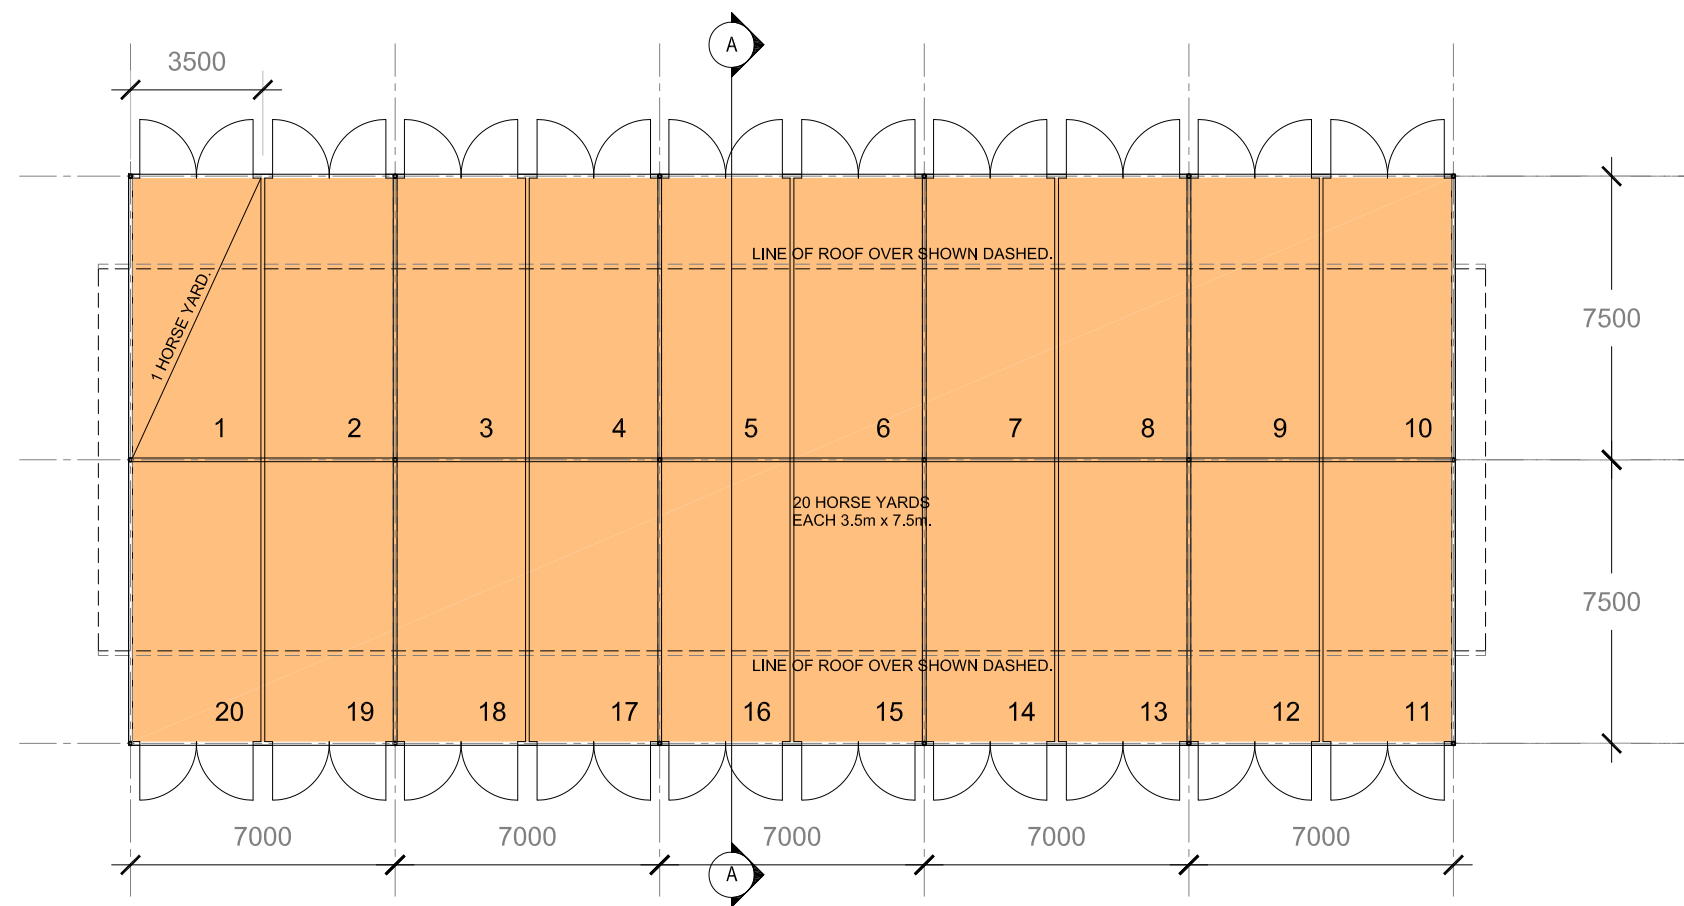 A
3500
LINE OF ROOF OVER SHOWN DASHED.
1 HORSE YARD.
7500
1 2 3 4 5 6 7 8 9 10
20 HORSE YARDS
EACH 3.5m x 7.5m.
7500
LINE OF ROOF OVER SHOWN DASHED.
20 19 18 17 16 15 14 13 12 11
7000 7000 7000 7000 7000
A